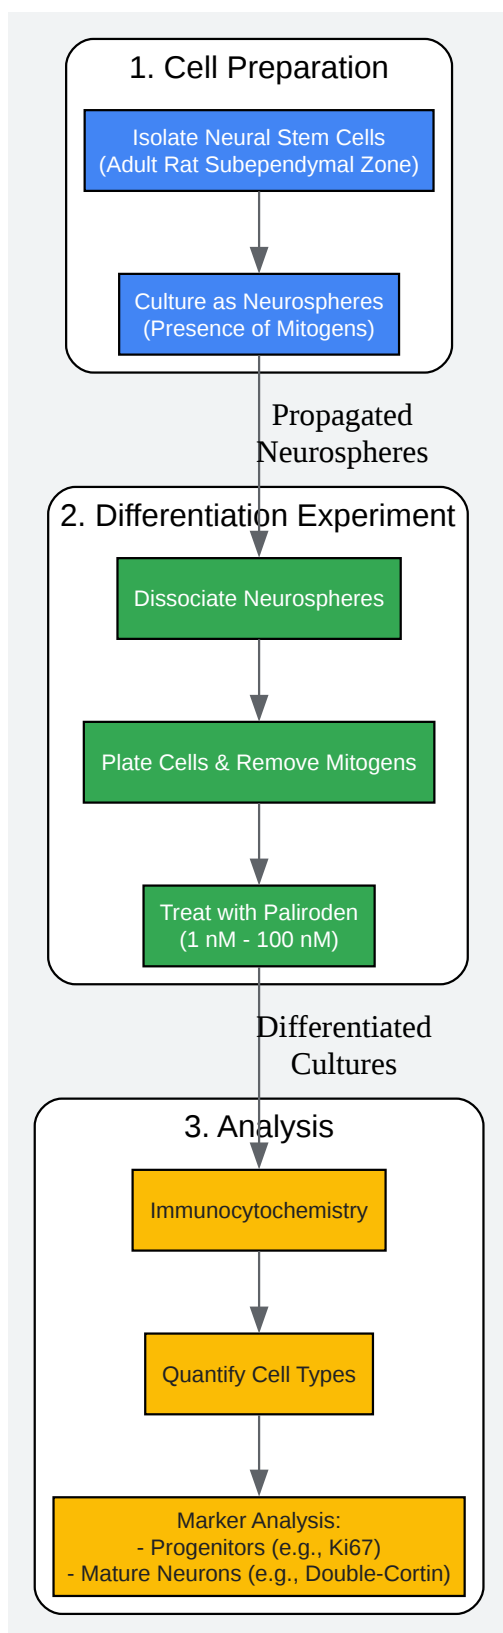 1. Cell Preparation
Isolate Neural Stem Cells
(Adult Rat Subependymal Zone)
Culture as Neurospheres
(Presence of Mitogens)
Propagated
Neurospheres
2. Differentiation Experiment
Dissociate Neurospheres
Plate Cells & Remove Mitogens
Treat with Paliroden
(1 nM - 100 nM)
Differentiated
Cultures
3. Analysis
Immunocytochemistry
Quantify Cell Types
Marker Analysis:
- Progenitors (e.g., Ki67)
- Mature Neurons (e.g., Double-Cortin)